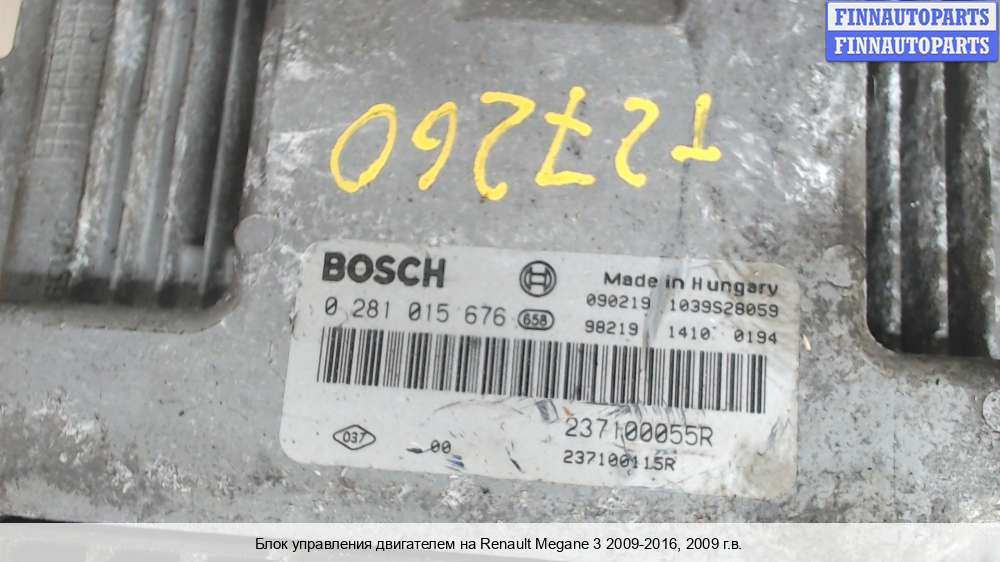 FINNAUTOPARTS
FINNAUTOPARTS
T2760
BOSCH
Made in Hungary
0 281 015 676 658
090219 1039S28059
98219 1410 0194
237100055R
037
00
237100115R
Блок управления двигателем на Renault Megane 3 2009-2016, 2009 г.в.